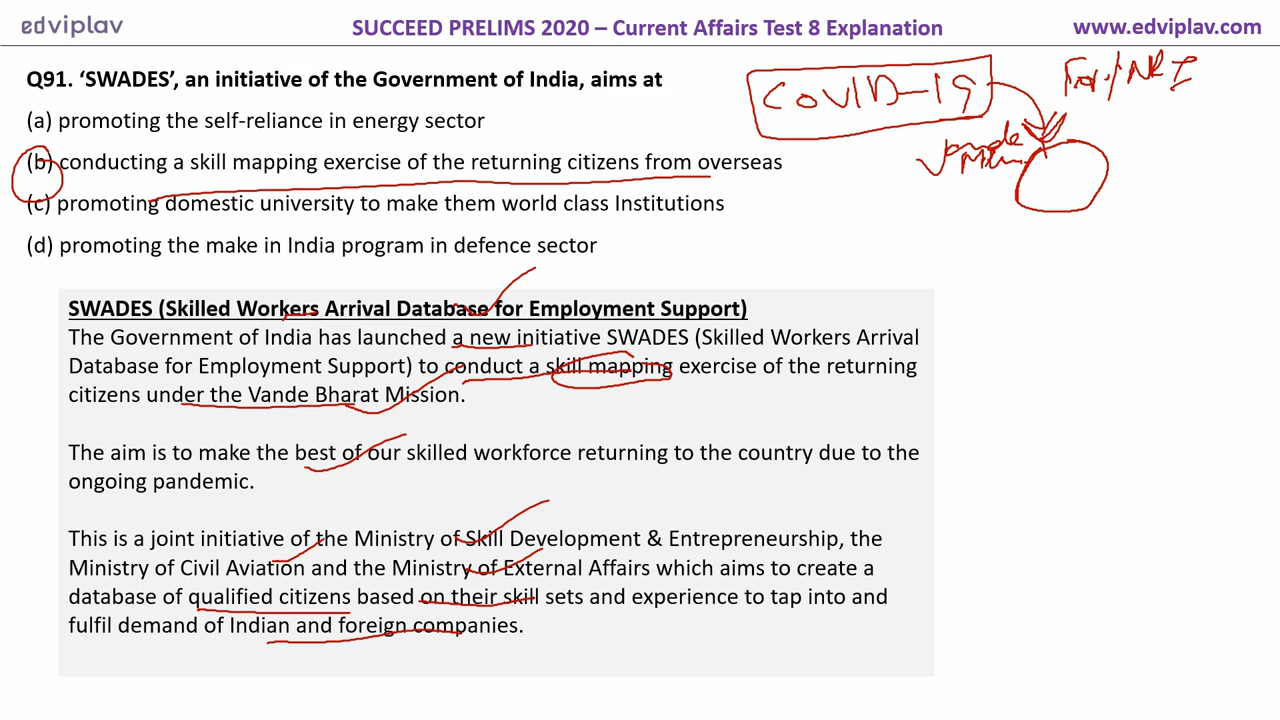 edviplav
SUCCEED PRELIMS 2020 – Current Affairs Test 8 Explanation
www.edviplav.com
Q91. ‘SWADES’, an initiative of the Government of India, aims at
(a) promoting the self-reliance in energy sector
(b) conducting a skill mapping exercise of the returning citizens from overseas
(c) promoting domestic university to make them world class Institutions
(d) promoting the make in India program in defence sector
COVID-19
NRI
Vande
SWADES (Skilled Workers Arrival Database for Employment Support)
The Government of India has launched a new initiative SWADES (Skilled Workers Arrival
Database for Employment Support) to conduct a skill mapping exercise of the returning
citizens under the Vande Bharat Mission.
The aim is to make the best of our skilled workforce returning to the country due to the
ongoing pandemic.
This is a joint initiative of the Ministry of Skill Development & Entrepreneurship, the
Ministry of Civil Aviation and the Ministry of External Affairs which aims to create a
database of qualified citizens based on their skill sets and experience to tap into and
fulfil demand of Indian and foreign companies.